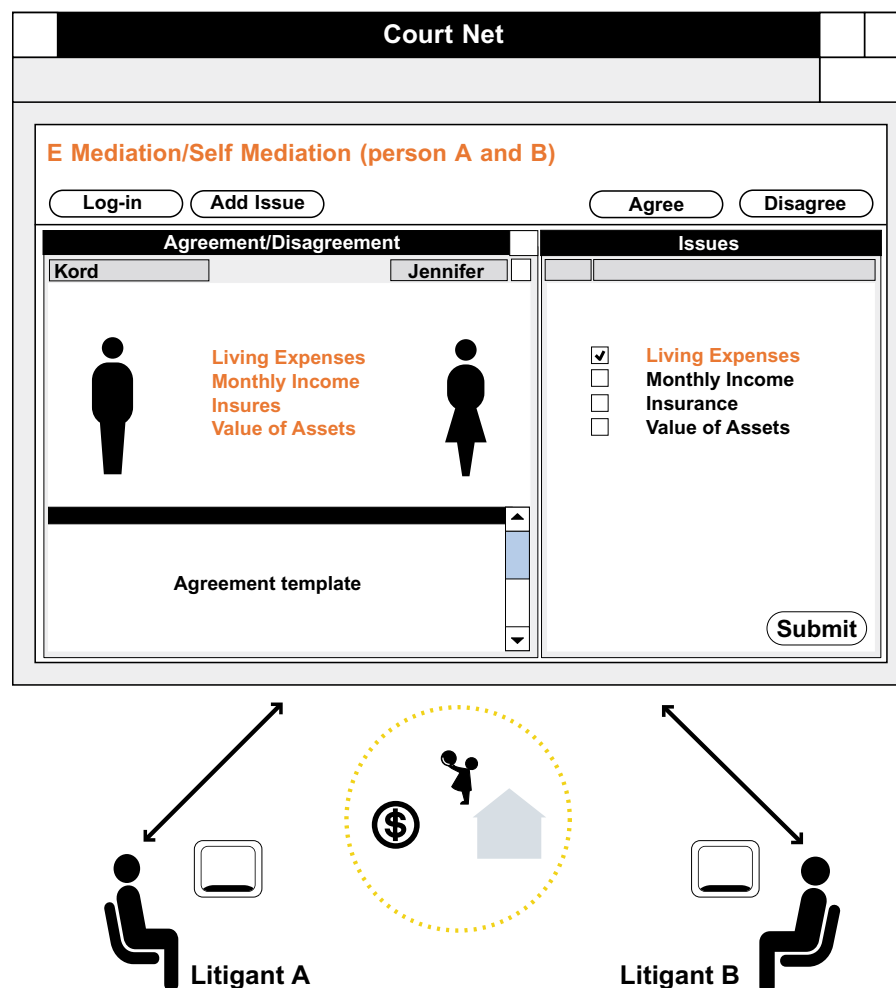 Court Net
E Mediation/Self Mediation (person A and B)
Log-in Add Issue Agree Disagree
Agreement/Disagreement
Kord Jennifer
Living Expenses
Monthly Income
Insures
Value of Assets
Agreement template
Issues
Living Expenses
Monthly Income
Insurance
Value of Assets
Submit
$
Litigant A
Litigant B